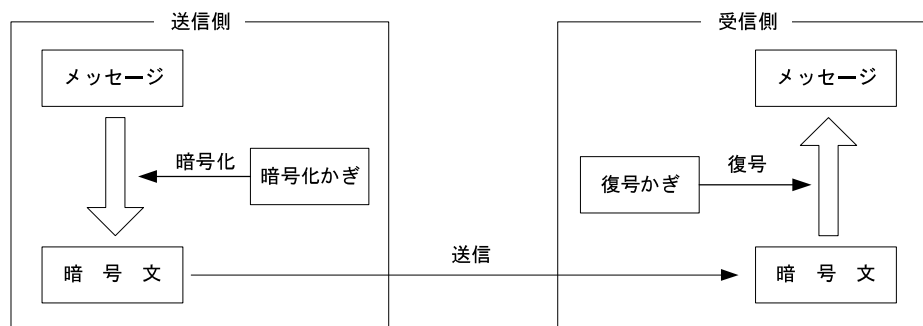 送信側
受信側
メッセージ
メッセージ
暗号化
暗号化かぎ
復号かぎ
復号
暗 号 文
送信
暗 号 文